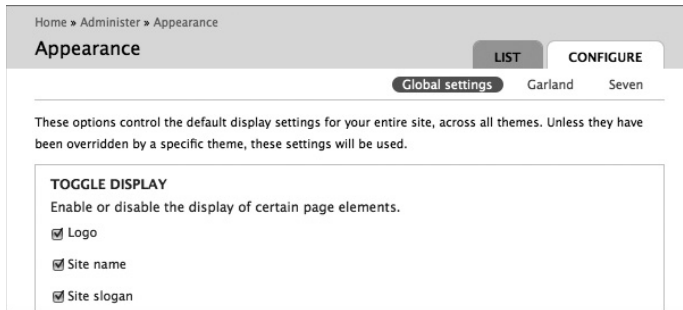 Home » Administer » Appearance
Appearance
LIST
CONFIGURE
Global settings
Garland
Seven
These options control the default display settings for your entire site, across all themes. Unless they have
been overridden by a specific theme, these settings will be used.
TOGGLE DISPLAY
Enable or disable the display of certain page elements.
Logo
Site name
Site slogan